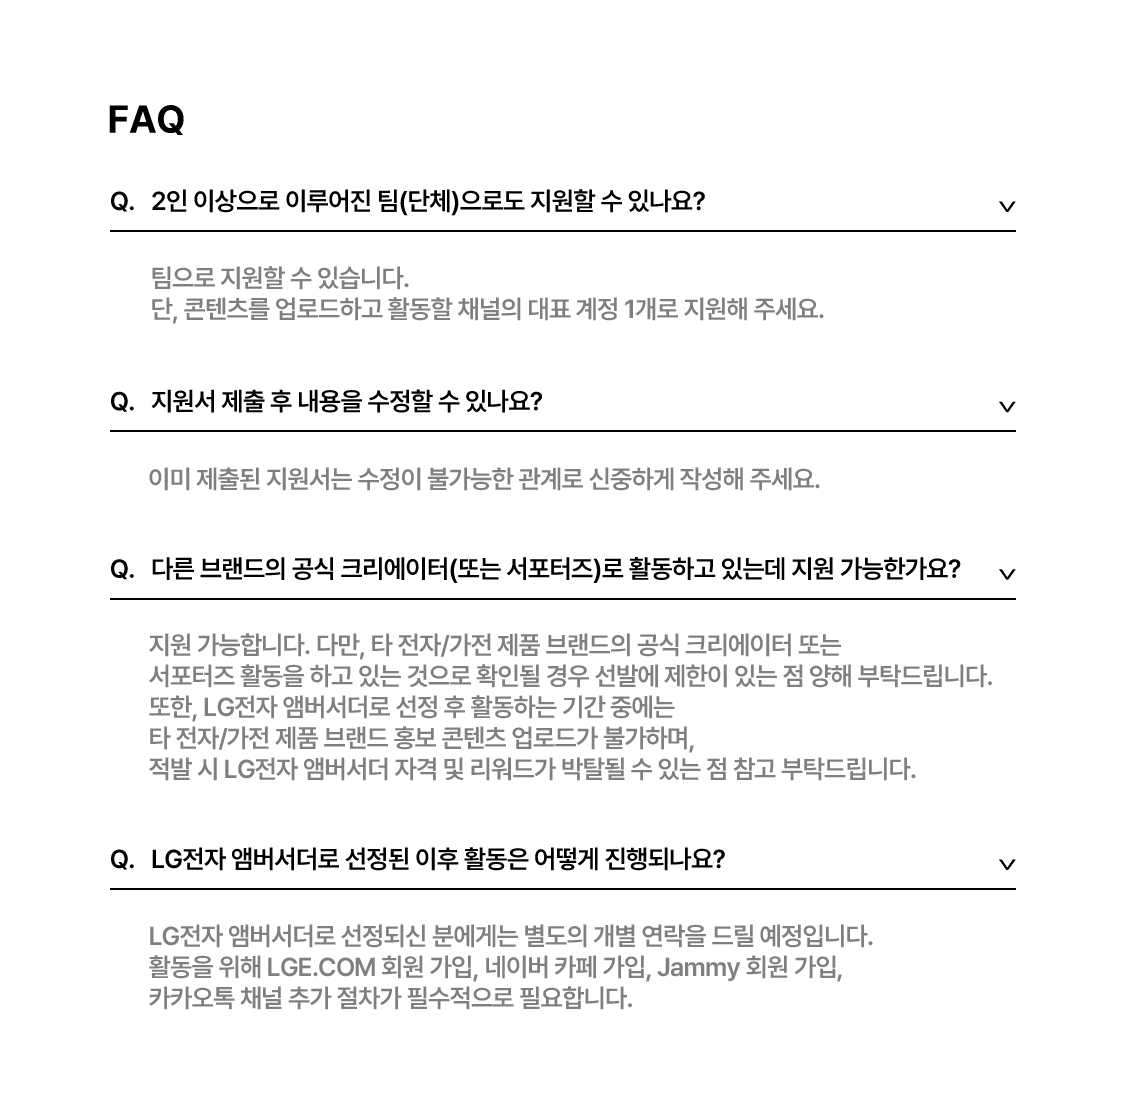 FAQ
Q. 2인 이상으로 이루어진 팀(단체)으로도 지원할 수 있나요?
팀으로 지원할 수 있습니다.
단, 콘텐츠를 업로드하고 활동할 채널의 대표 계정 1개로 지원해 주세요.
Q. 지원서 제출 후 내용을 수정할 수 있나요?
이미 제출된 지원서는 수정이 불가능한 관계로 신중하게 작성해 주세요.
Q. 다른 브랜드의 공식 크리에이터(또는 서포터즈)로 활동하고 있는데 지원 가능한가요?
지원 가능합니다. 다만, 타 전자/가전 제품 브랜드의 공식 크리에이터 또는
서포터즈 활동을 하고 있는 것으로 확인될 경우 선발에 제한이 있는 점 양해 부탁드립니다.
또한, LG전자 앰버서더로 선정 후 활동하는 기간 중에는
타 전자/가전 제품 브랜드 홍보 콘텐츠 업로드가 불가하며,
적발 시 LG전자 앰버서더 자격 및 리워드가 박탈될 수 있는 점 참고 부탁드립니다.
Q. LG전자 앰버서더로 선정된 이후 활동은 어떻게 진행되나요?
LG전자 앰버서더로 선정되신 분에게는 별도의 개별 연락을 드릴 예정입니다.
활동을 위해 LGE.COM 회원 가입, 네이버 카페 가입, Jammy 회원 가입,
카카오톡 채널 추가 절차가 필수적으로 필요합니다.